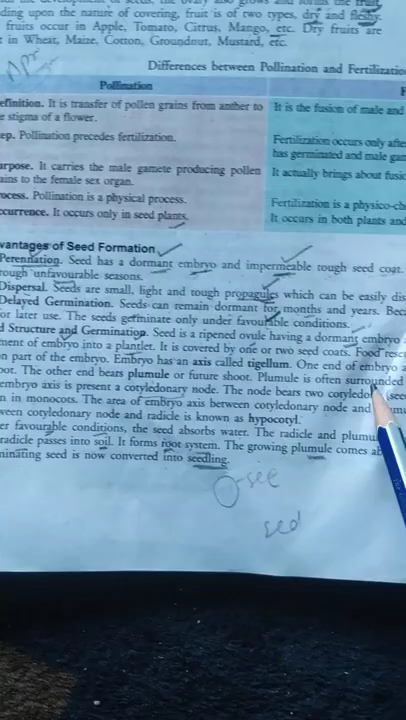 ding upon the nature of covering, fruit is of two types, dry and fleshy.
fruits occur in Apple, Tomato, Citrus, Mango, etc. Dry fruits are
in Wheat, Maize, Cotton, Groundnut, Mustard, etc.
Differences between Pollination and Fertilizatio
Pollination
F
efinition. It is transfer of pollen grains from anther to
e stigma of a flower.
It is the fusion of male and
ep. Pollination precedes fertilization.
Fertilization occurs only afte
has germinated and male gam
urpose. It carries the male gamete producing pollen
ains to the female sex organ.
It actually brings about fusio
ocess. Pollination is a physical process.
Fertilization is a physico-ch
ccurrence. It occurs only in seed plants.
It occurs in both plants and
vantages of Seed Formation
Perennation. Seed has a dormant embryo and impermeable tough seed coat.
rough unfavourable seasons.
Dispersal. Seeds are small, light and tough propagules which can be easily dis
Delayed Germination. Seeds can remain dormant for months and years. Bec
for later use. The seeds germinate only under favourable conditions.
d Structure and Germination. Seed is a ripened ovule having a dormant embryo
ment of embryo into a plantlet. It is covered by one or two seed coats. Food rese
n part of the embryo. Embryo has an axis called tigellum. One end of embryo a
oot. The other end bears plumule or future shoot. Plumule is often surrounded
embryo axis is present a cotyledonary node. The node bears two cotyledo (see
n in monocots. The area of embryo axis between cotyledonary node and
ween cotyledonary node and radicle is known as hypocotyl.
er favourable conditions, the seed absorbs water. The radicle and plumu
radicle passes into soil. It forms root system. The growing plumule comes ab
minating seed is now converted into seedling.
see
sed